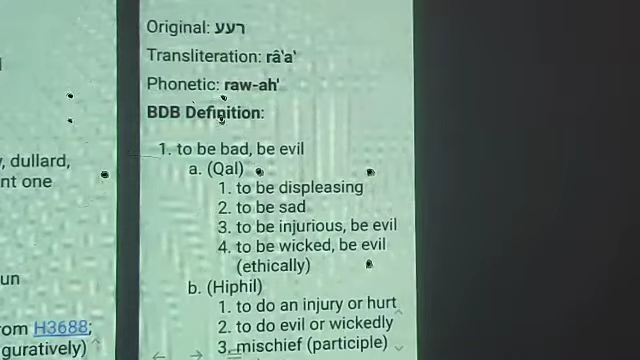 Original: רעע
Transliteration: râ‛a‛
Phonetic: raw-ah'
BDB Definition:
1. to be bad, be evil
a. (Qal)
1. to be displeasing
2. to be sad
3. to be injurious, be evil
4. to be wicked, be evil
(ethically)
b. (Hiphil)
1. to do an injury or hurt
2. to do evil or wickedly
3. mischief (participle)
dullard,
nt one
un
om H3688;
guratively)